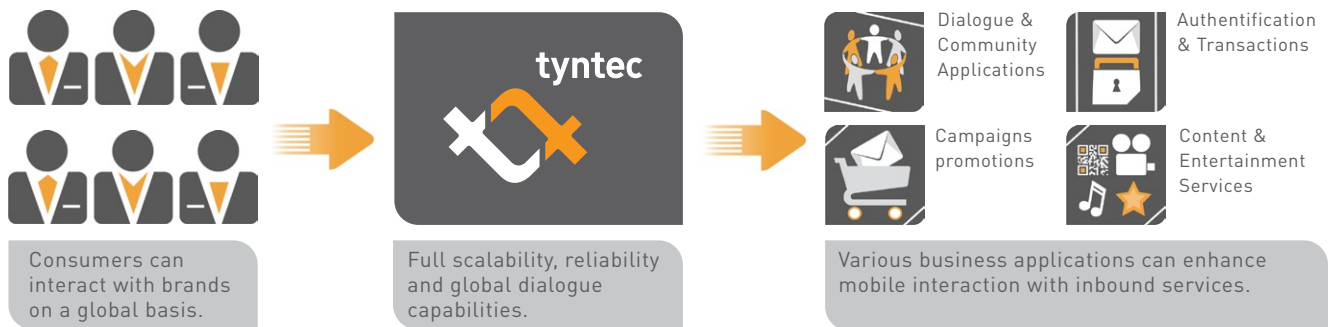 tyntec
Dialogue &
Community
Applications
Authentification
& Transactions
Campaigns
promotions
Content &
Entertainment
Services
Consumers can
interact with brands
on a global basis.
Full scalability, reliability
and global dialogue
capabilities.
Various business applications can enhance
mobile interaction with inbound services.